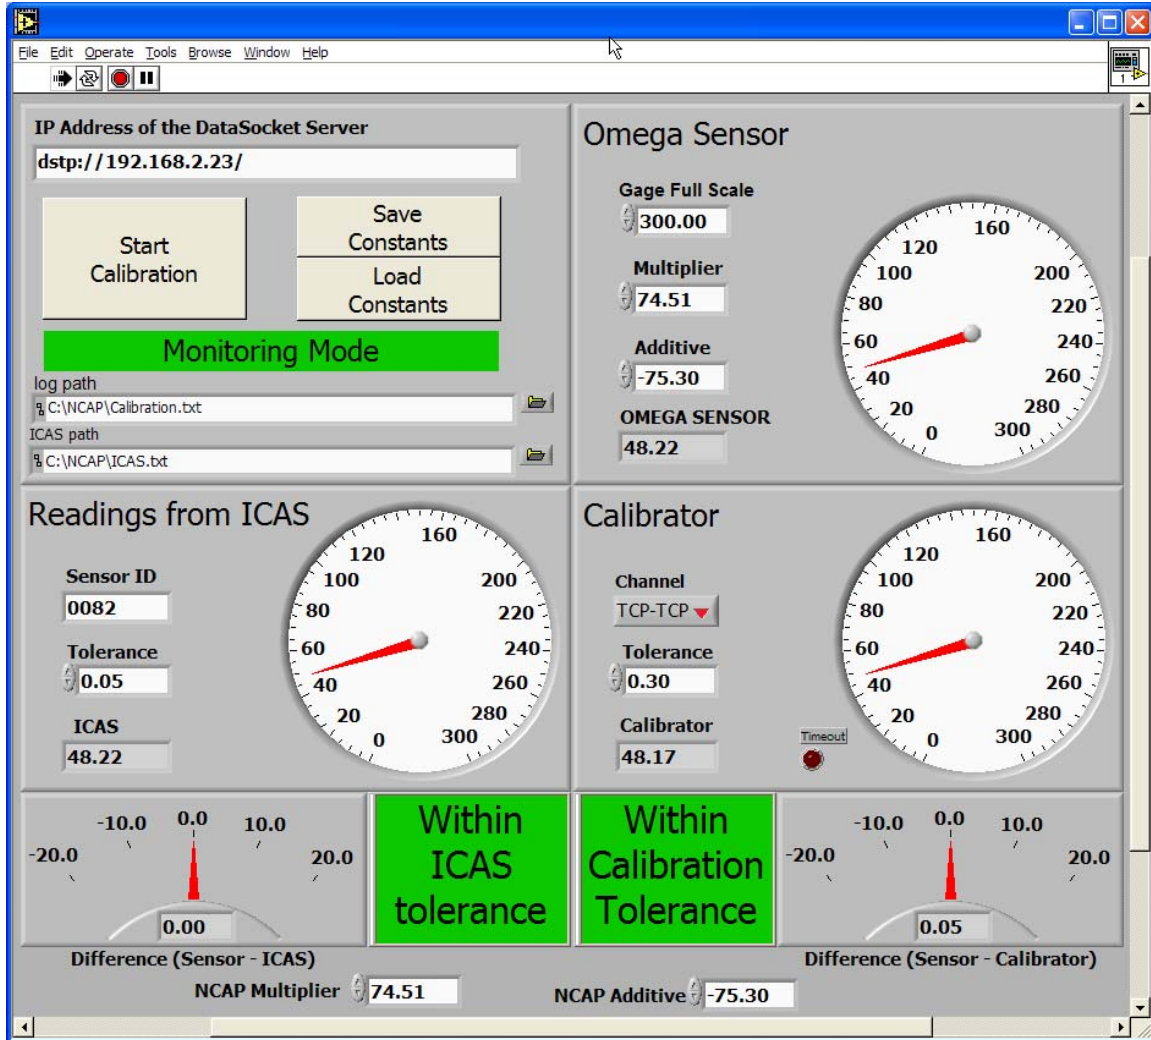 File Edit Operate Tools Browse Window Help
1
IP Address of the DataSocket Server
dstp://192.168.2.23/
Start
Calibration
Save
Constants
Load
Constants
Monitoring Mode
log path
C:\NCAP\Calibration.txt
ICAS path
C:\NCAP\ICAS.txt
Omega Sensor
Gage Full Scale
300.00
Multiplier
74.51
Additive
-75.30
OMEGA SENSOR
48.22
0 20 40 60 80 100 120 160 200 220 240 260 280 300
Readings from ICAS
Sensor ID
0082
Tolerance
0.05
ICAS
48.22
0 20 40 60 80 100 120 160 200 220 240 260 280 300
Calibrator
Channel
TCP-TCP
Tolerance
0.30
Calibrator
48.17
Timeout
0 20 40 60 80 100 120 160 200 220 240 260 280 300
-20.0 -10.0 0.0 10.0 20.0
0.00
Difference (Sensor - ICAS)
Within
ICAS
tolerance
Within
Calibration
Tolerance
-20.0 -10.0 0.0 10.0 20.0
0.05
Difference (Sensor - Calibrator)
NCAP Multiplier 74.51
NCAP Additive -75.30